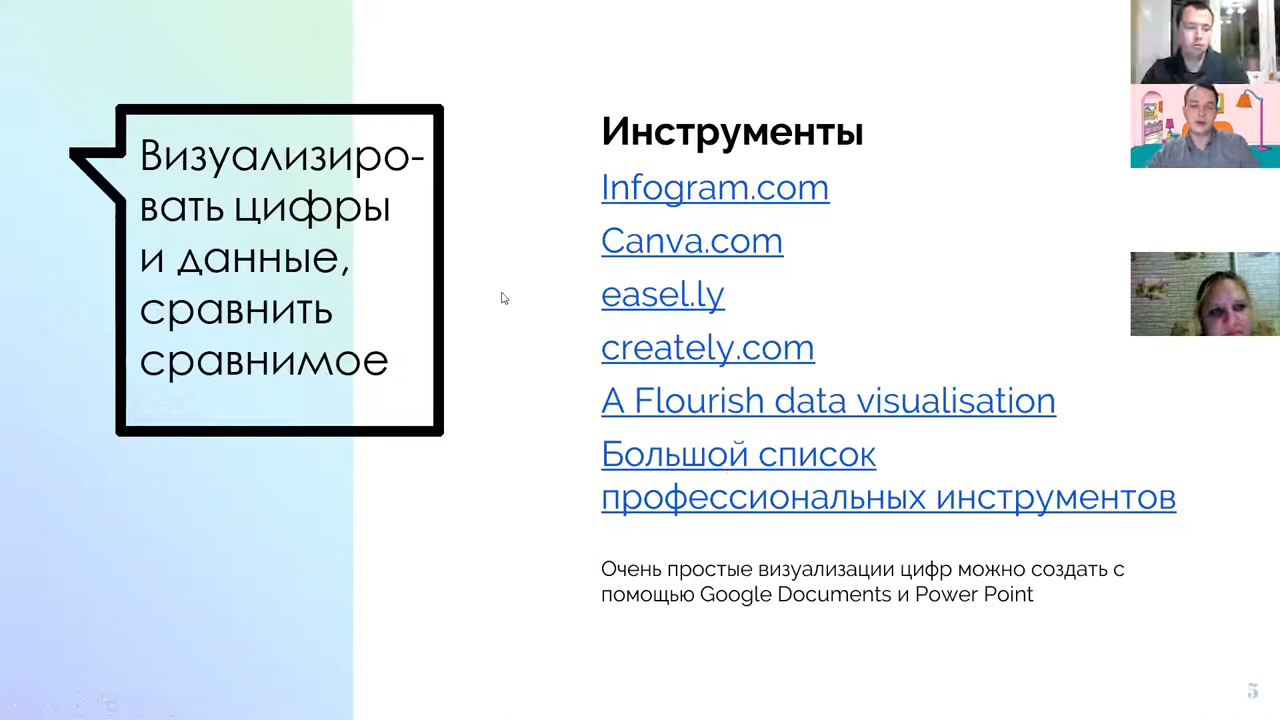 Визуализиро-
вать цифры
и данные,
сравнить
сравнимое
Инструменты
Infogram.com
Canva.com
easel.ly
creately.com
A Flourish data visualisation
Большой список
профессиональных инструментов
Очень простые визуализации цифр можно создать с
помощью Google Documents и Power Point
5